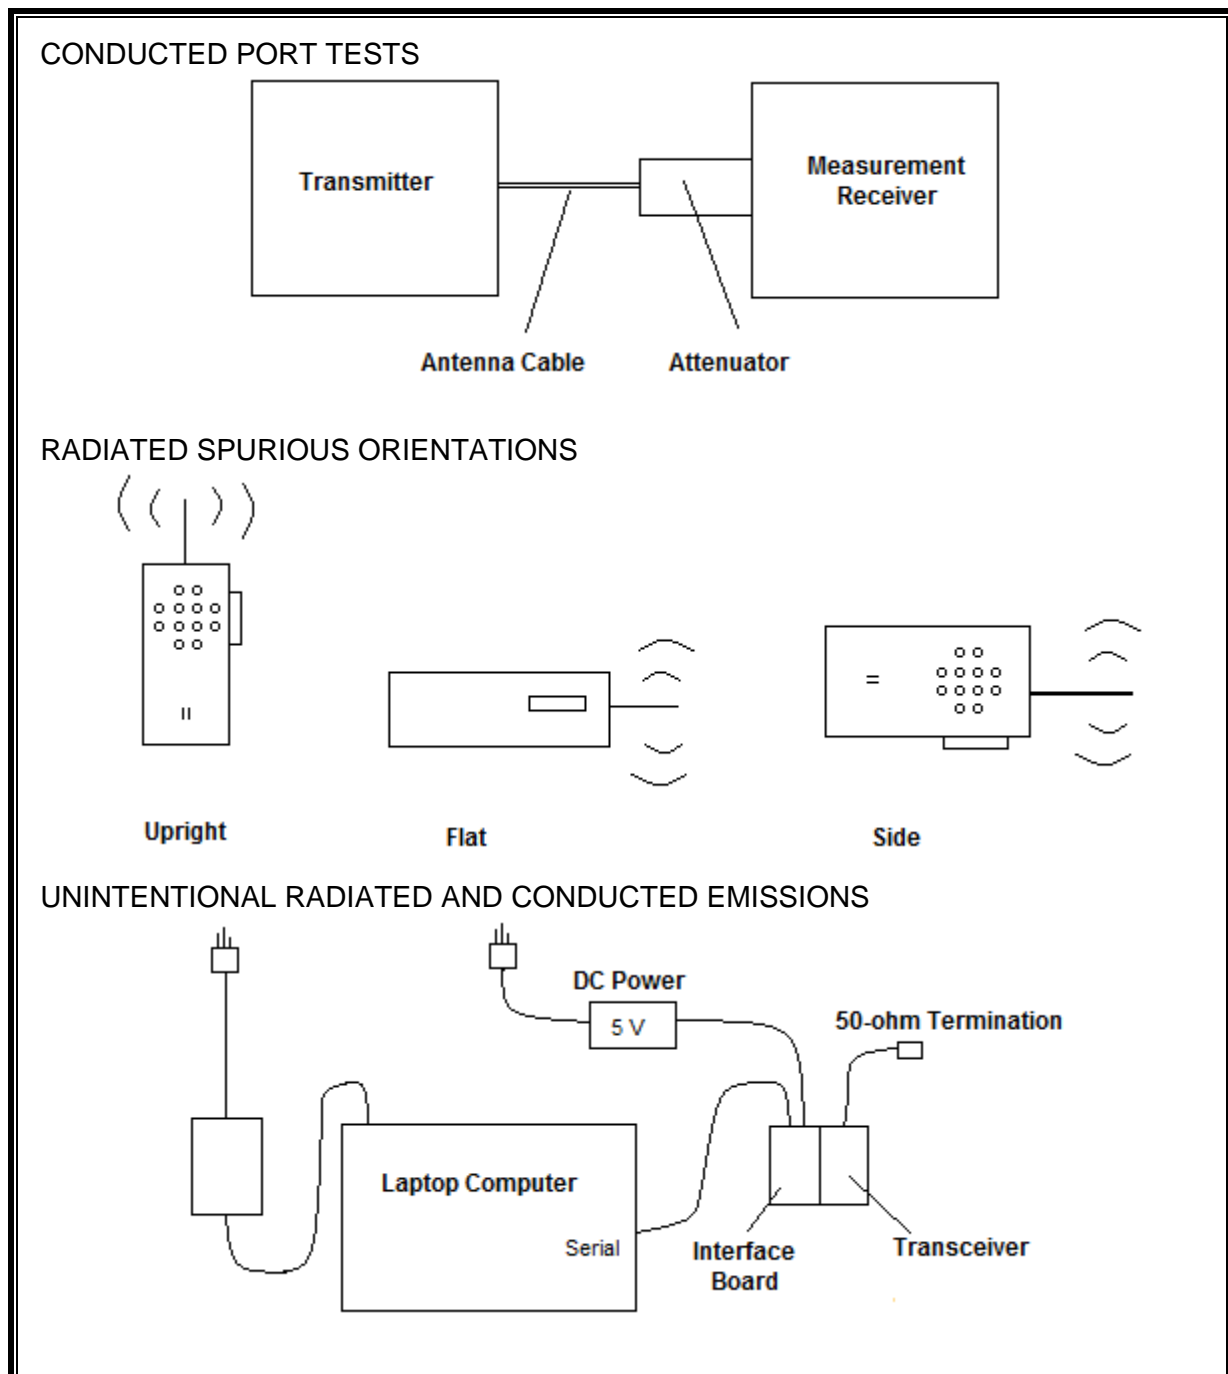 CONDUCTED PORT TESTS
Transmitter
Measurement
Receiver
Antenna Cable
Attenuator
RADIATED SPURIOUS ORIENTATIONS
Upright
Flat
Side
UNINTENTIONAL RADIATED AND CONDUCTED EMISSIONS
DC Power
5 V
50-ohm Termination
Laptop Computer
Serial
Interface
Board
Transceiver